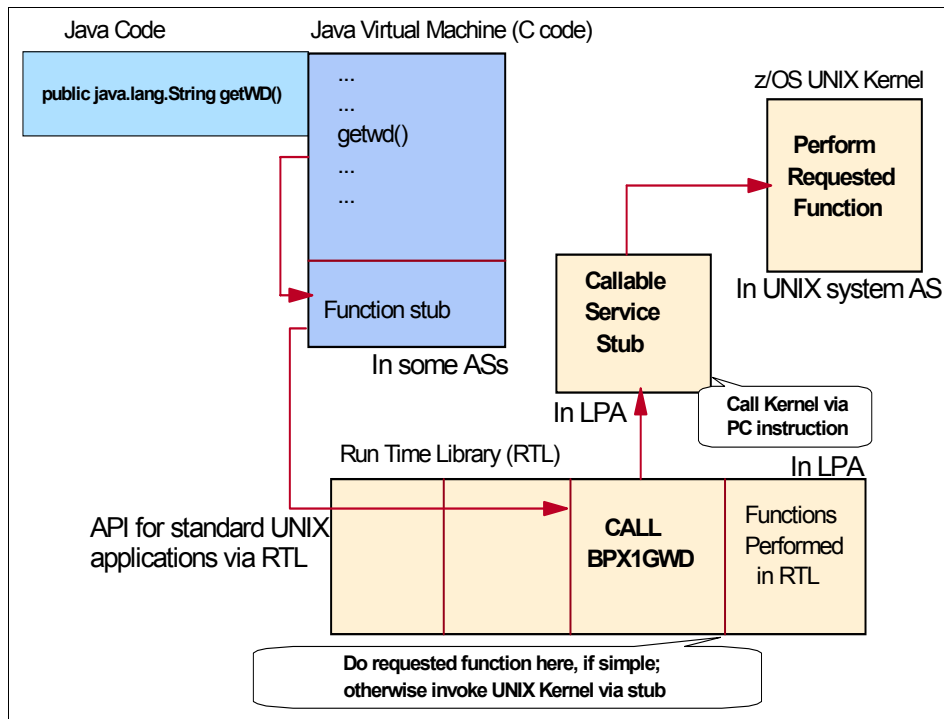 Java Code
Java Virtual Machine (C code)
public java.lang.String getWD()
...
...
getwd()
...
...
Function stub
In some ASs
z/OS UNIX Kernel
Perform
Requested
Function
In UNIX system AS
Callable
Service
Stub
In LPA
Call Kernel via
PC instruction
Run Time Library (RTL)
In LPA
API for standard UNIX
applications via RTL
CALL
BPX1GWD
Functions
Performed
in RTL
Do requested function here, if simple;
otherwise invoke UNIX Kernel via stub